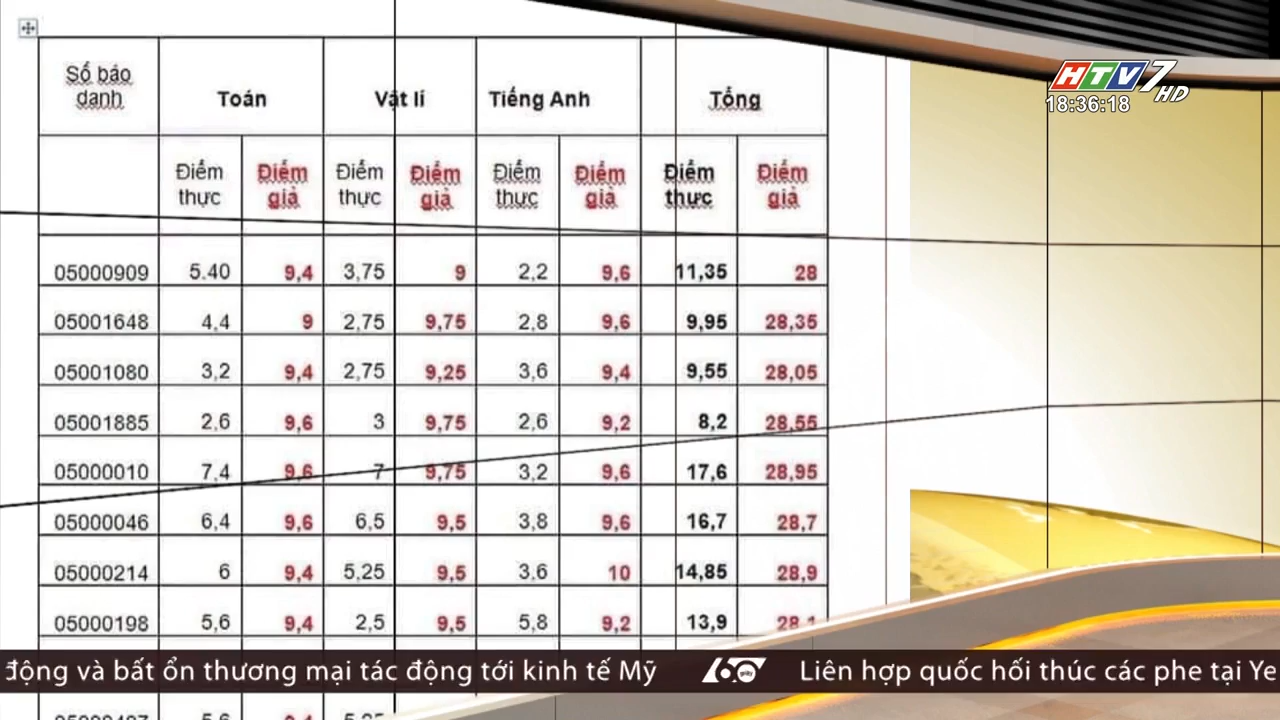 HTV7 HD
18:36:18
Số báo danh Toán Vật lí Tiếng Anh Tổng
Điểm thực Điểm giả Điểm thực Điểm giả Điểm thực Điểm giả Điểm thực Điểm giả
05000909 5.40 9,4 3,75 9 2,2 9,6 11,35 28
05001648 4,4 9 2,75 9,75 2,8 9,6 9,95 28,35
05001080 3,2 9,4 2,75 9,25 3,6 9,4 9,55 28,05
05001885 2,6 9,6 3 9,75 2,6 9,2 8,2 28,55
05000010 7,4 9,6 7 9,75 3,2 9,6 17,6 28,95
05000046 6,4 9,6 6,5 9,5 3,8 9,6 16,7 28,7
05000214 6 9,4 5,25 9,5 3,6 10 14,85 28,9
05000198 5,6 9,4 2,5 9,5 5,8 9,2 13,9 28,1
động và bất ổn thương mại tác động tới kinh tế Mỹ 60 giây Liên hợp quốc hối thúc các phe tại Ye